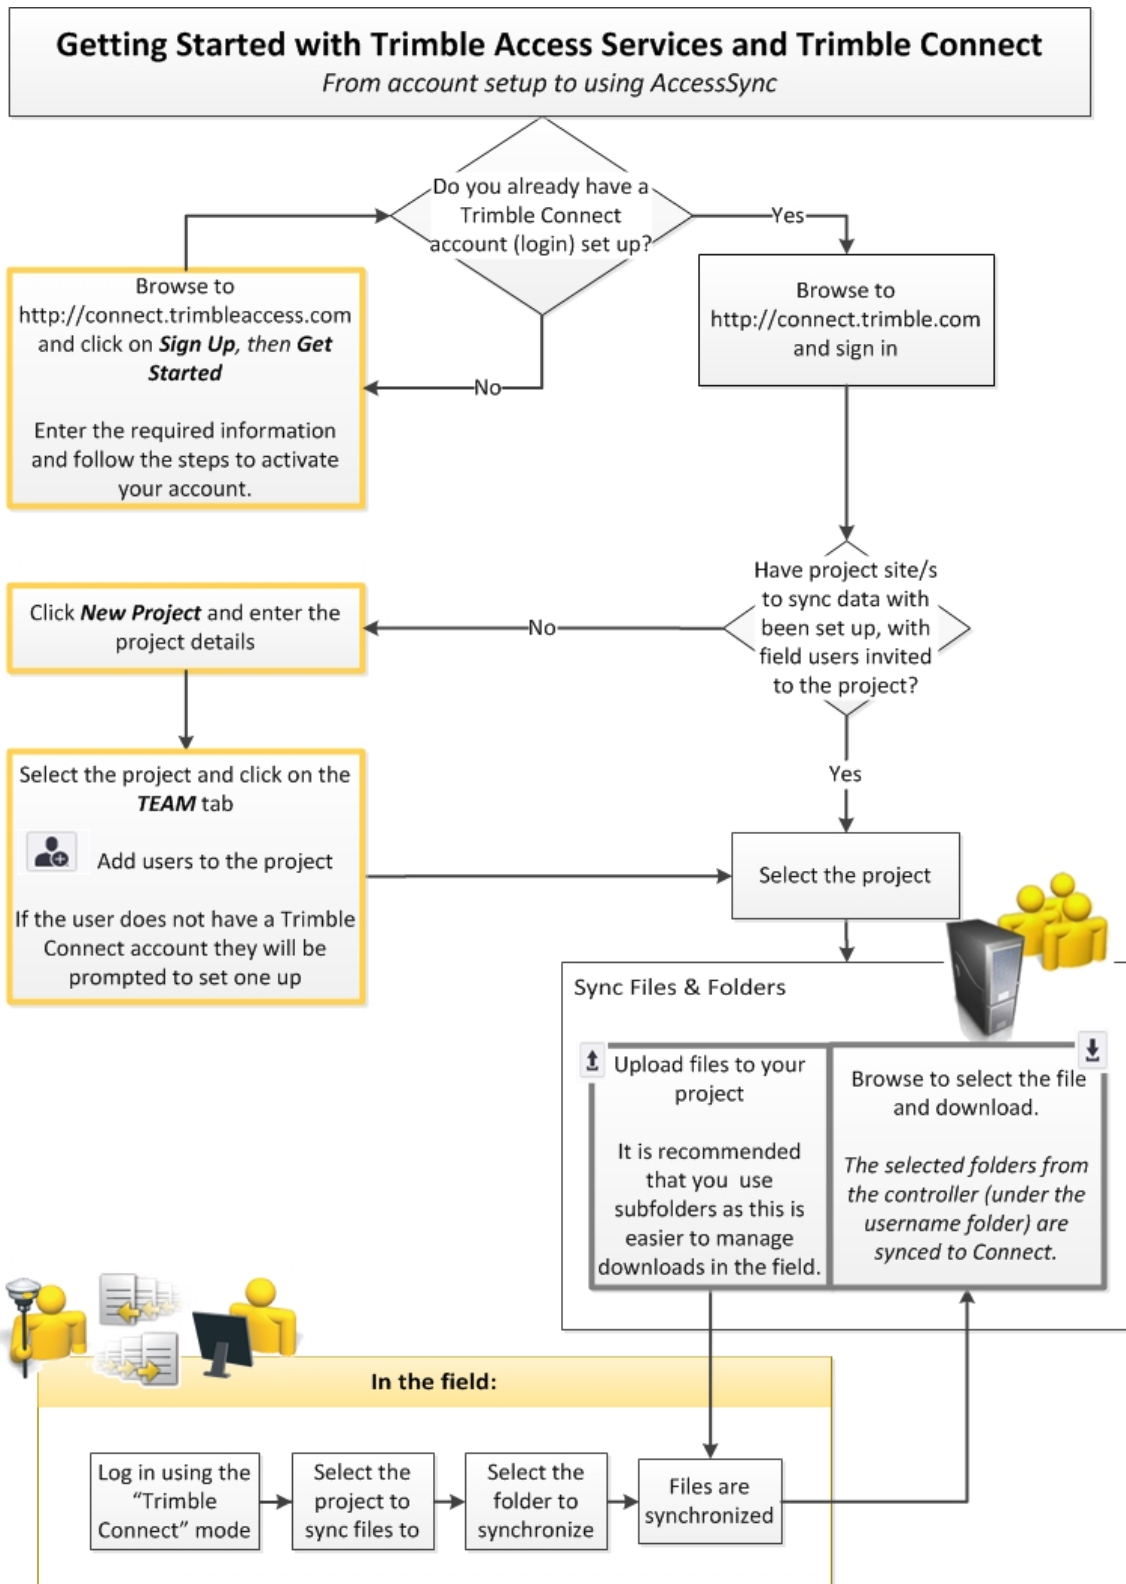 Getting Started with Trimble Access Services and Trimble Connect
From account setup to using AccessSync
Do you already have a
Trimble Connect
account (login) set up?
Yes
No
Browse to
http://connect.trimbleaccess.com
and click on Sign Up, then Get
Started
Enter the required information
and follow the steps to activate
your account.
Browse to
http://connect.trimble.com
and sign in
Have project site/s
to sync data with
been set up, with
field users invited
to the project?
No
Yes
Click New Project and enter the
project details
Select the project and click on the
TEAM tab
Add users to the project
If the user does not have a Trimble
Connect account they will be
prompted to set one up
Select the project
Sync Files & Folders
Upload files to your
project
It is recommended
that you use
subfolders as this is
easier to manage
downloads in the field.
Browse to select the file
and download.
The selected folders from
the controller (under the
username folder) are
synced to Connect.
In the field:
Log in using the
“Trimble
Connect” mode
Select the
project to
sync files to
Select the
folder to
synchronize
Files are
synchronized